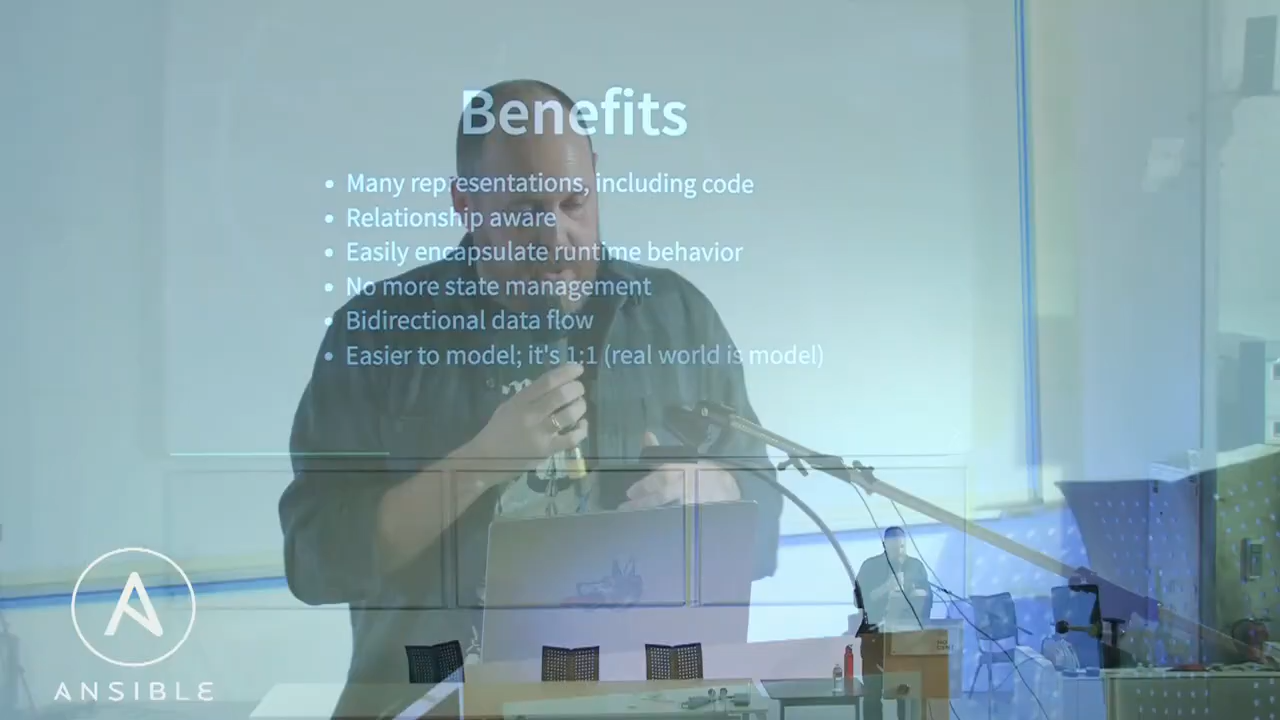 Benefits
• Many representations, including code
• Relationship aware
• Easily encapsulate runtime behavior
• No more state management
• Bidirectional data flow
• Easier to model; it's 1:1 (real world is model)
ANSIBLE